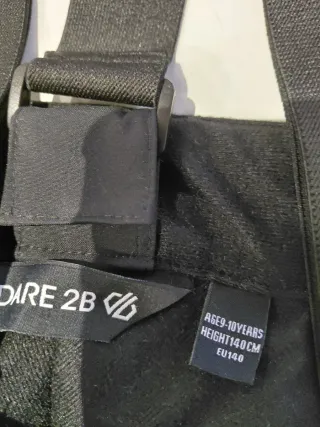 DARE 2B
AGE9-10YEARS
HEIGHT140CM
EU140